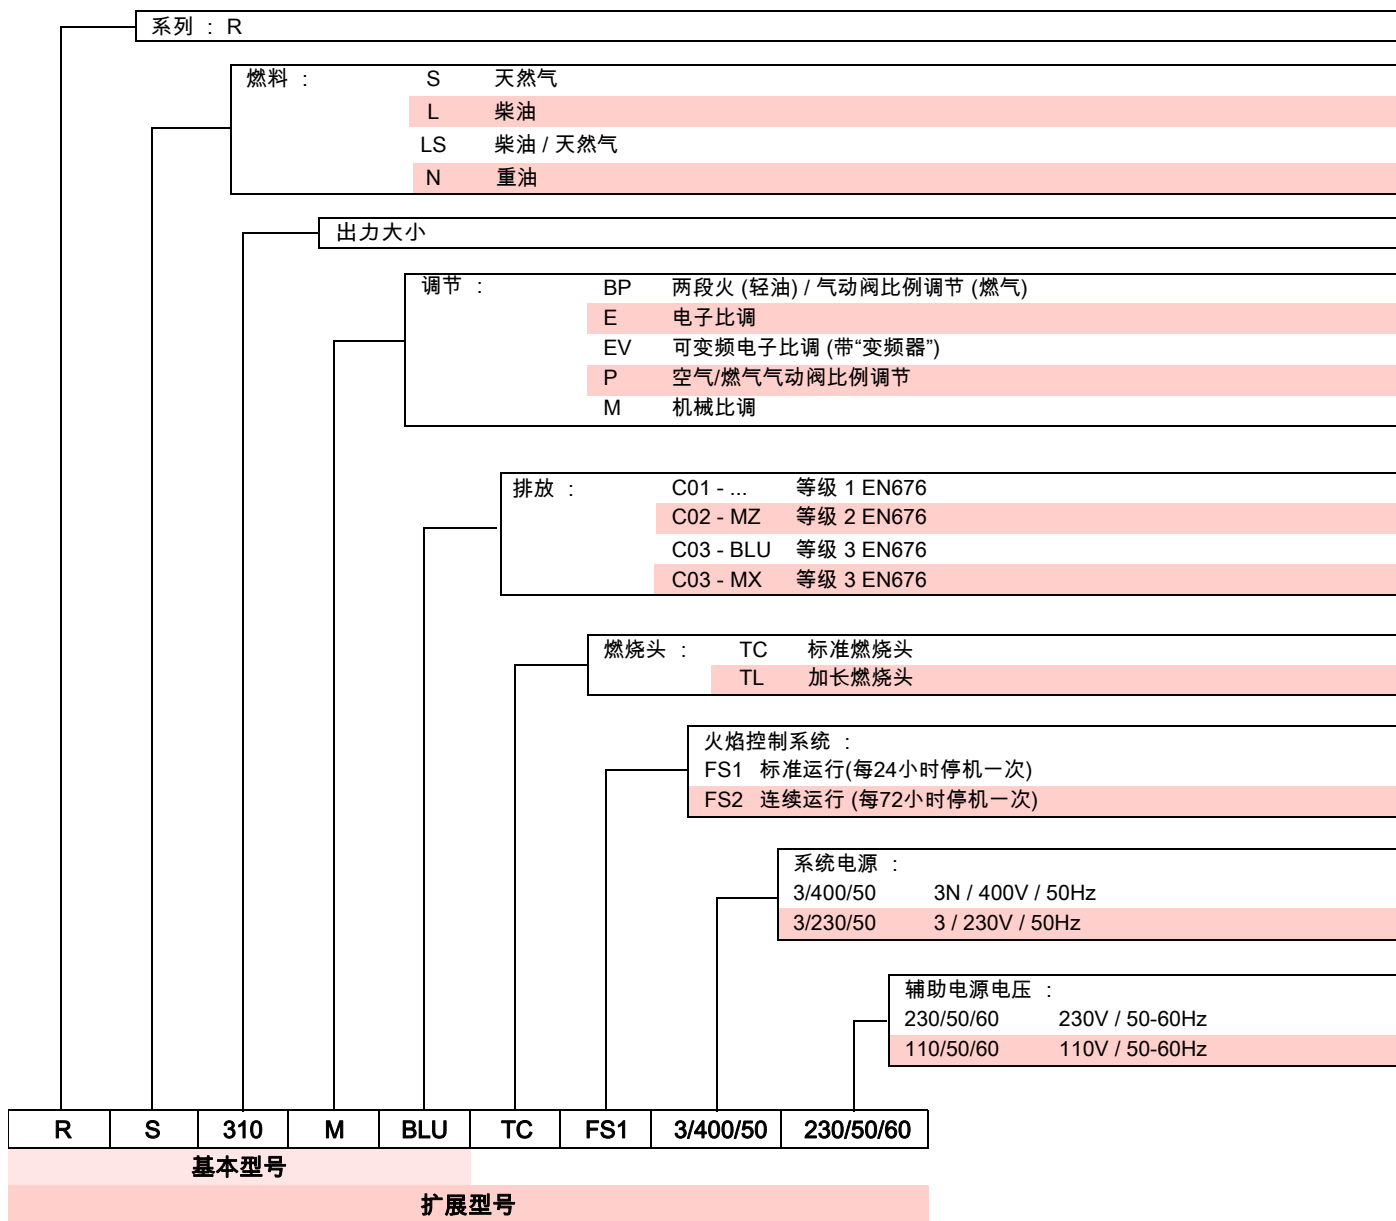 系列 : R
燃料 : S 天然气
L 柴油
LS 柴油 / 天然气
N 重油
出力大小
调节 : BP 两段火 (轻油) / 气动阀比例调节 (燃气)
E 电子比调
EV 可变频电子比调 (带“变频器”)
P 空气/燃气气动阀比例调节
M 机械比调
排放 : C01 - ... 等级 1 EN676
C02 - MZ 等级 2 EN676
C03 - BLU 等级 3 EN676
C03 - MX 等级 3 EN676
燃烧头 : TC 标准燃烧头
TL 加长燃烧头
火焰控制系统 :
FS1 标准运行(每24小时停机一次)
FS2 连续运行 (每72小时停机一次)
系统电源 :
3/400/50 3N / 400V / 50Hz
3/230/50 3 / 230V / 50Hz
辅助电源电压 :
230/50/60 230V / 50-60Hz
110/50/60 110V / 50-60Hz
R S 310 M BLU TC FS1 3/400/50 230/50/60
基本型号
扩展型号